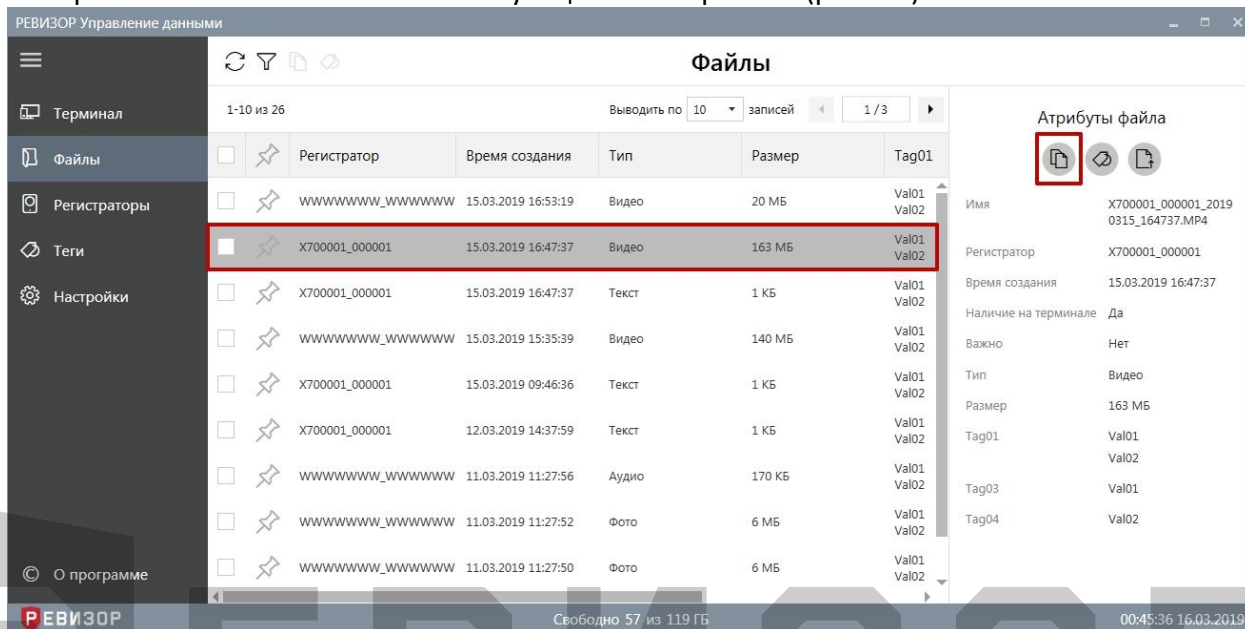 РЕВИЗОР Управление данными
Файлы
Терминал
Файлы
Регистраторы
Теги
Настройки
О программе
1-10 из 26 Выводить по 10 записей 1 / 3
Регистратор Время создания Тип Размер Tag01
WWWWWWW_WWWWWW 15.03.2019 16:53:19 Видео 20 МБ Val01
Val02
X700001_000001 15.03.2019 16:47:37 Видео 163 МБ Val01
Val02
X700001_000001 15.03.2019 16:47:37 Текст 1 КБ Val01
Val02
WWWWWWW_WWWWWW 15.03.2019 15:35:39 Видео 140 МБ Val01
Val02
X700001_000001 15.03.2019 09:46:36 Текст 1 КБ Val01
Val02
X700001_000001 12.03.2019 14:37:59 Текст 1 КБ Val01
Val02
WWWWWWW_WWWWWW 11.03.2019 11:27:56 Аудио 170 КБ Val01
Val02
WWWWWWW_WWWWWW 11.03.2019 11:27:52 Фото 6 МБ Val01
Val02
WWWWWWW_WWWWWW 11.03.2019 11:27:50 Фото 6 МБ Val01
Val02
Атрибуты файла
Имя X700001_000001_2019
0315_164737.MP4
Регистратор X700001_000001
Время создания 15.03.2019 16:47:37
Наличие на терминале Да
Важно Нет
Тип Видео
Размер 163 МБ
Tag01 Val01
Val02
Tag03 Val01
Tag04 Val02
РЕВИЗОР Свободно 57 из 119 ГБ 00:45:36 16.03.2019